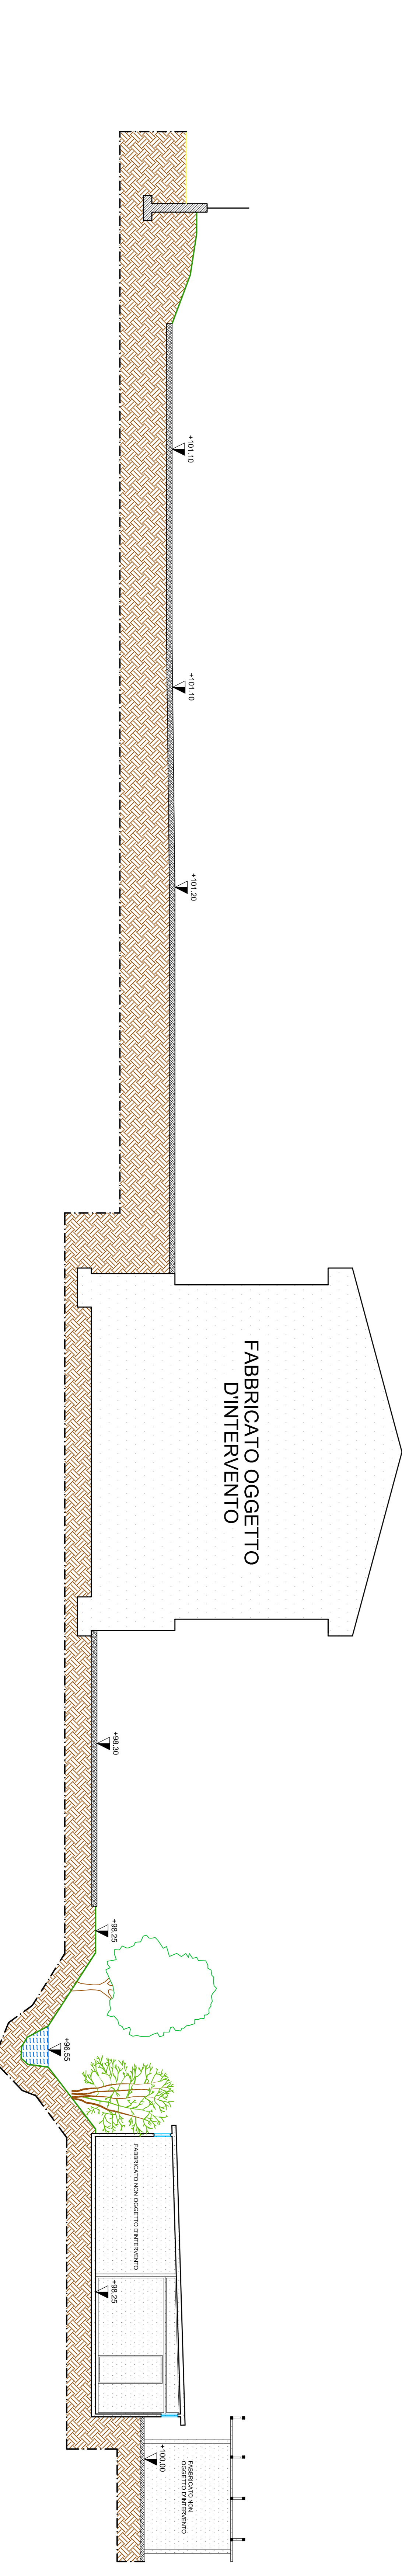 +101.10
+101.10
+101.20
FABBRICATO OGGETTO
D'INTERVENTO
+98.30
+98.25
+96.55
FABBRICATO NON OGGETTO D'INTERVENTO
+98.25
+100.00
FABBRICATO NON
OGGETTO D'INTERVENTO